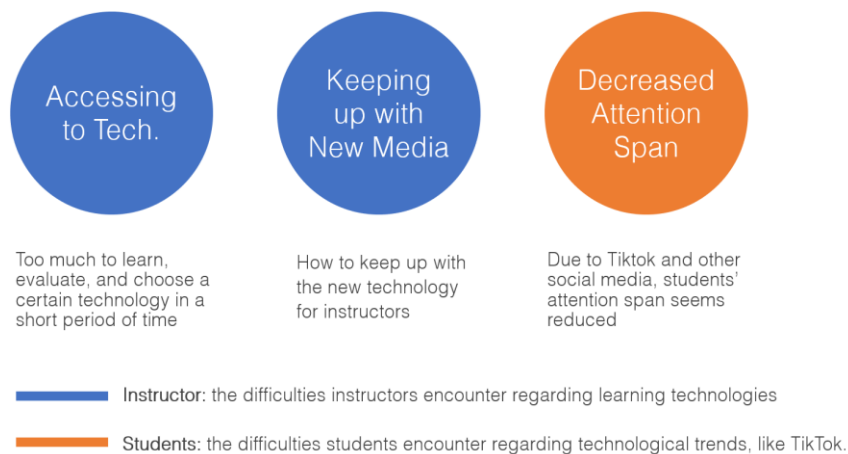 Accessing
to Tech.
Keeping
up with
New Media
Decreased
Attention
Span
Too much to learn,
evaluate, and choose a
certain technology in a
short period of time
How to keep up with
the new technology
for instructors
Due to Tiktok and other
social media, students'
attention span seems
reduced
Instructor: the difficulties instructors encounter regarding learning technologies
Students: the difficulties students encounter regarding technological trends, like TikTok.